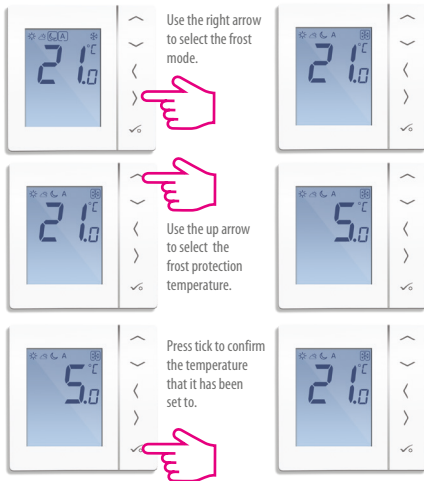 A
21.0 °C
Use the right arrow
to select the frost
mode.
A
21.0 °C
A
21.0 °C
Use the up arrow
to select the
frost protection
temperature.
A
5.0 °C
A
5.0 °C
Press tick to confirm
the temperature
that it has been
set to.
A
21.0 °C